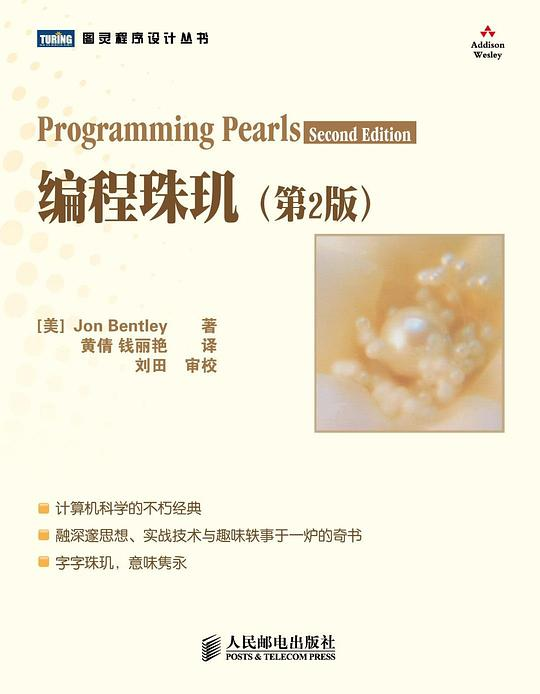 TURING 图灵程序设计丛书
Addison
Wesley
Programming Pearls Second Edition
编程珠玑（第2版）
[美] Jon Bentley 著
黄倩 钱丽艳 译
刘田 审校
计算机科学的不朽经典
融深邃思想、实战技术与趣味轶事于一炉的奇书
字字珠玑，意味隽永
人民邮电出版社
POSTS & TELECOM PRESS